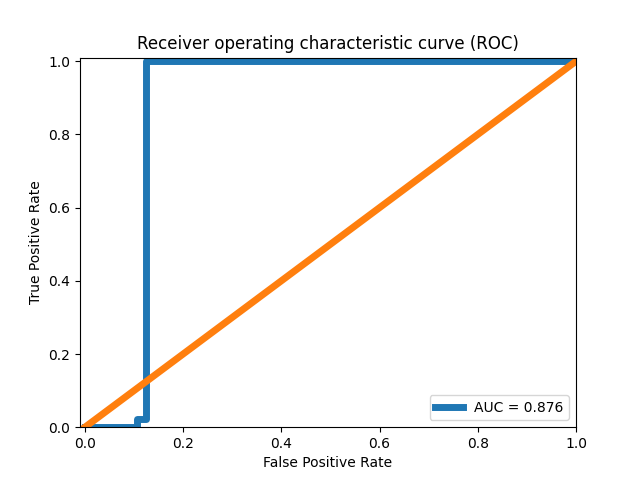 Receiver operating characteristic curve (ROC)
1.0
0.8
0.6
0.4
0.2
0.0
True Positive Rate
AUC = 0.876
0.0 0.2 0.4 0.6 0.8 1.0
False Positive Rate